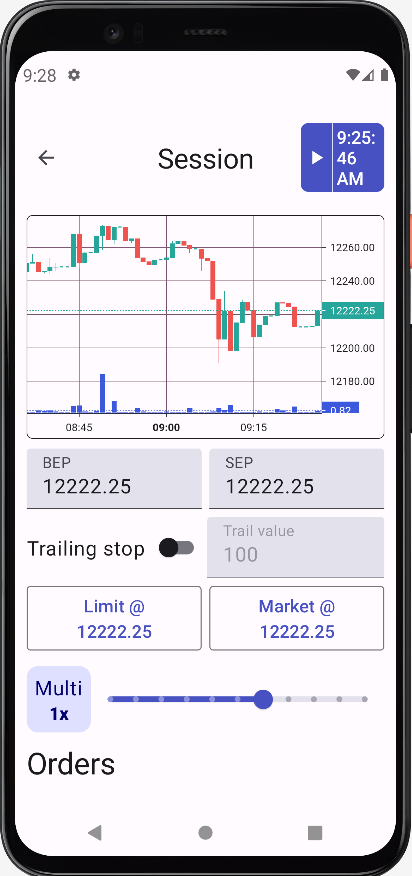 9:28
Session
9:25:
46
AM
12260.00
12240.00
12222.25
12200.00
12180.00
0.82
08:45 09:00 09:15
BEP
12222.25
SEP
12222.25
Trailing stop
Trail value
100
Limit @
12222.25
Market @
12222.25
Multi
1x
Orders